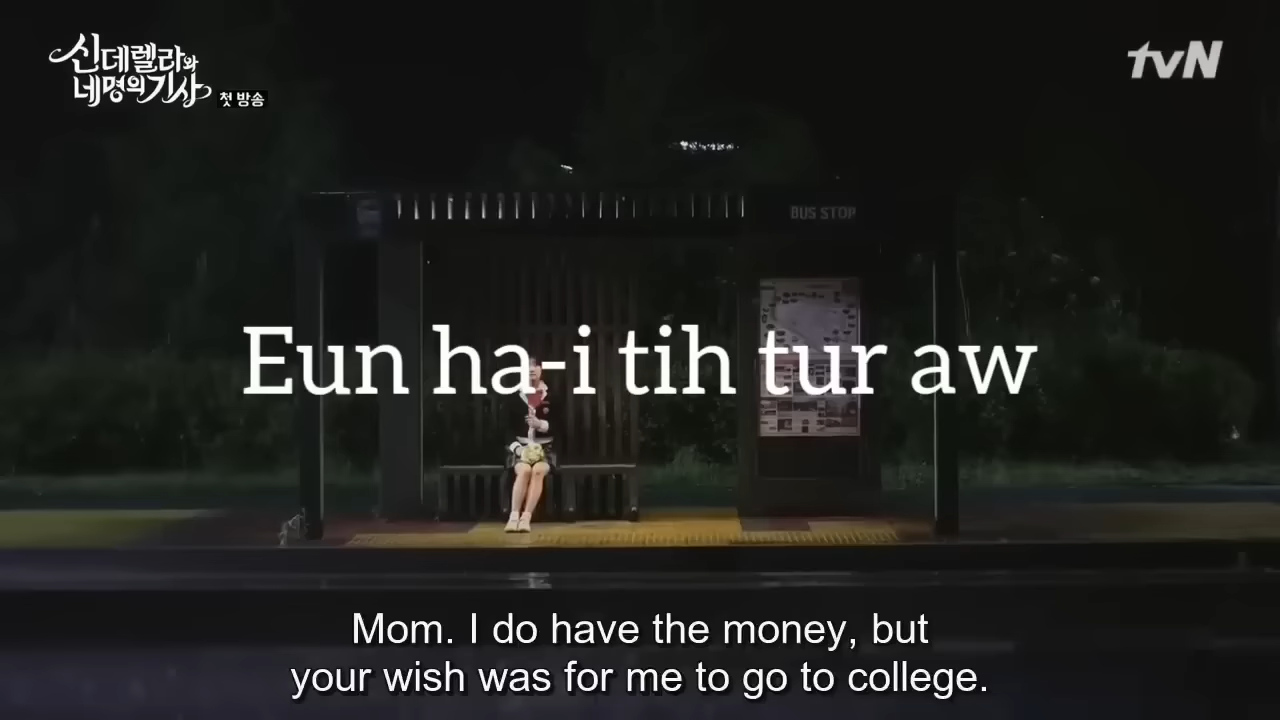 신데렐라와
네명의기사 첫 방송
tvN
BUS STOP
Eun ha-i tih tur aw
Mom. I do have the money, but
your wish was for me to go to college.